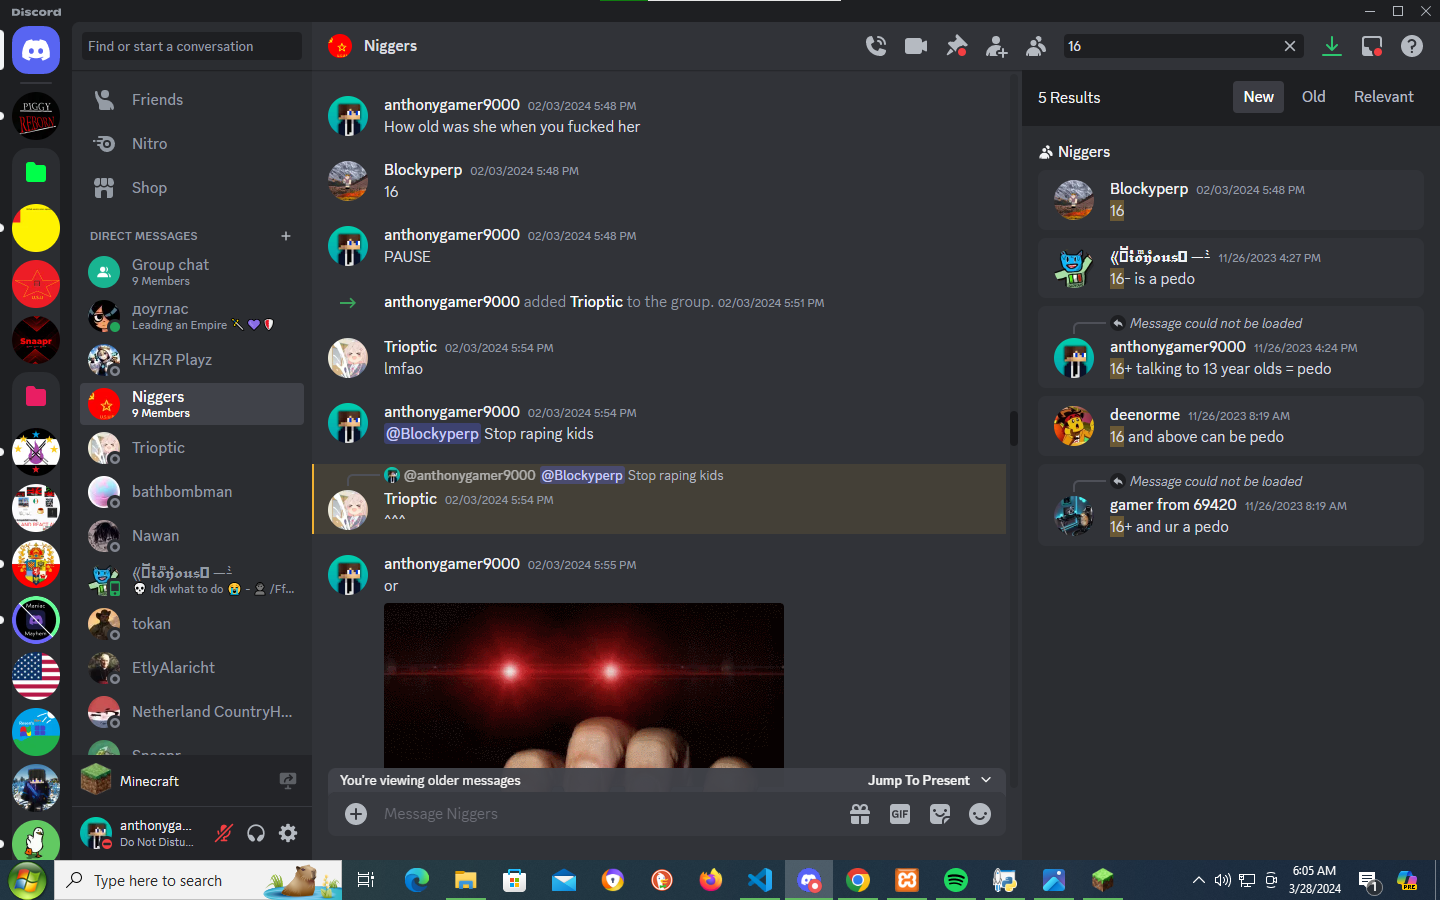 Discord
Find or start a conversation
Friends
Nitro
Shop
DIRECT MESSAGES
Group chat
9 Members
доуглас
Leading an Empire
KHZR Playz
Niggers
9 Members
Trioptic
bathbombman
Nawan
Idk what to do 😭 - /Ff...
tokan
EtlyAlaricht
Netherland CountryH...
Snaapr
Minecraft
anthonyga...
Do Not Distu...
PIGGY
REBORN
Snaapr
Maniac
Mayhem
Niggers
16
anthonygamer9000 02/03/2024 5:48 PM
How old was she when you fucked her
Blockyperp 02/03/2024 5:48 PM
16
anthonygamer9000 02/03/2024 5:48 PM
PAUSE
anthonygamer9000 added Trioptic to the group. 02/03/2024 5:51 PM
Trioptic 02/03/2024 5:54 PM
lmfao
anthonygamer9000 02/03/2024 5:54 PM
@Blockyperp Stop raping kids
@anthonygamer9000 @Blockyperp Stop raping kids
Trioptic 02/03/2024 5:54 PM
^^^
anthonygamer9000 02/03/2024 5:55 PM
or
You're viewing older messages Jump To Present
Message Niggers
GIF
5 Results New Old Relevant
Niggers
Blockyperp 02/03/2024 5:48 PM
16
11/26/2023 4:27 PM
16- is a pedo
Message could not be loaded
anthonygamer9000 11/26/2023 4:24 PM
16+ talking to 13 year olds = pedo
deenorme 11/26/2023 8:19 AM
16 and above can be pedo
Message could not be loaded
gamer from 69420 11/26/2023 8:19 AM
16+ and ur a pedo
Type here to search
6:05 AM
3/28/2024
1
PRE